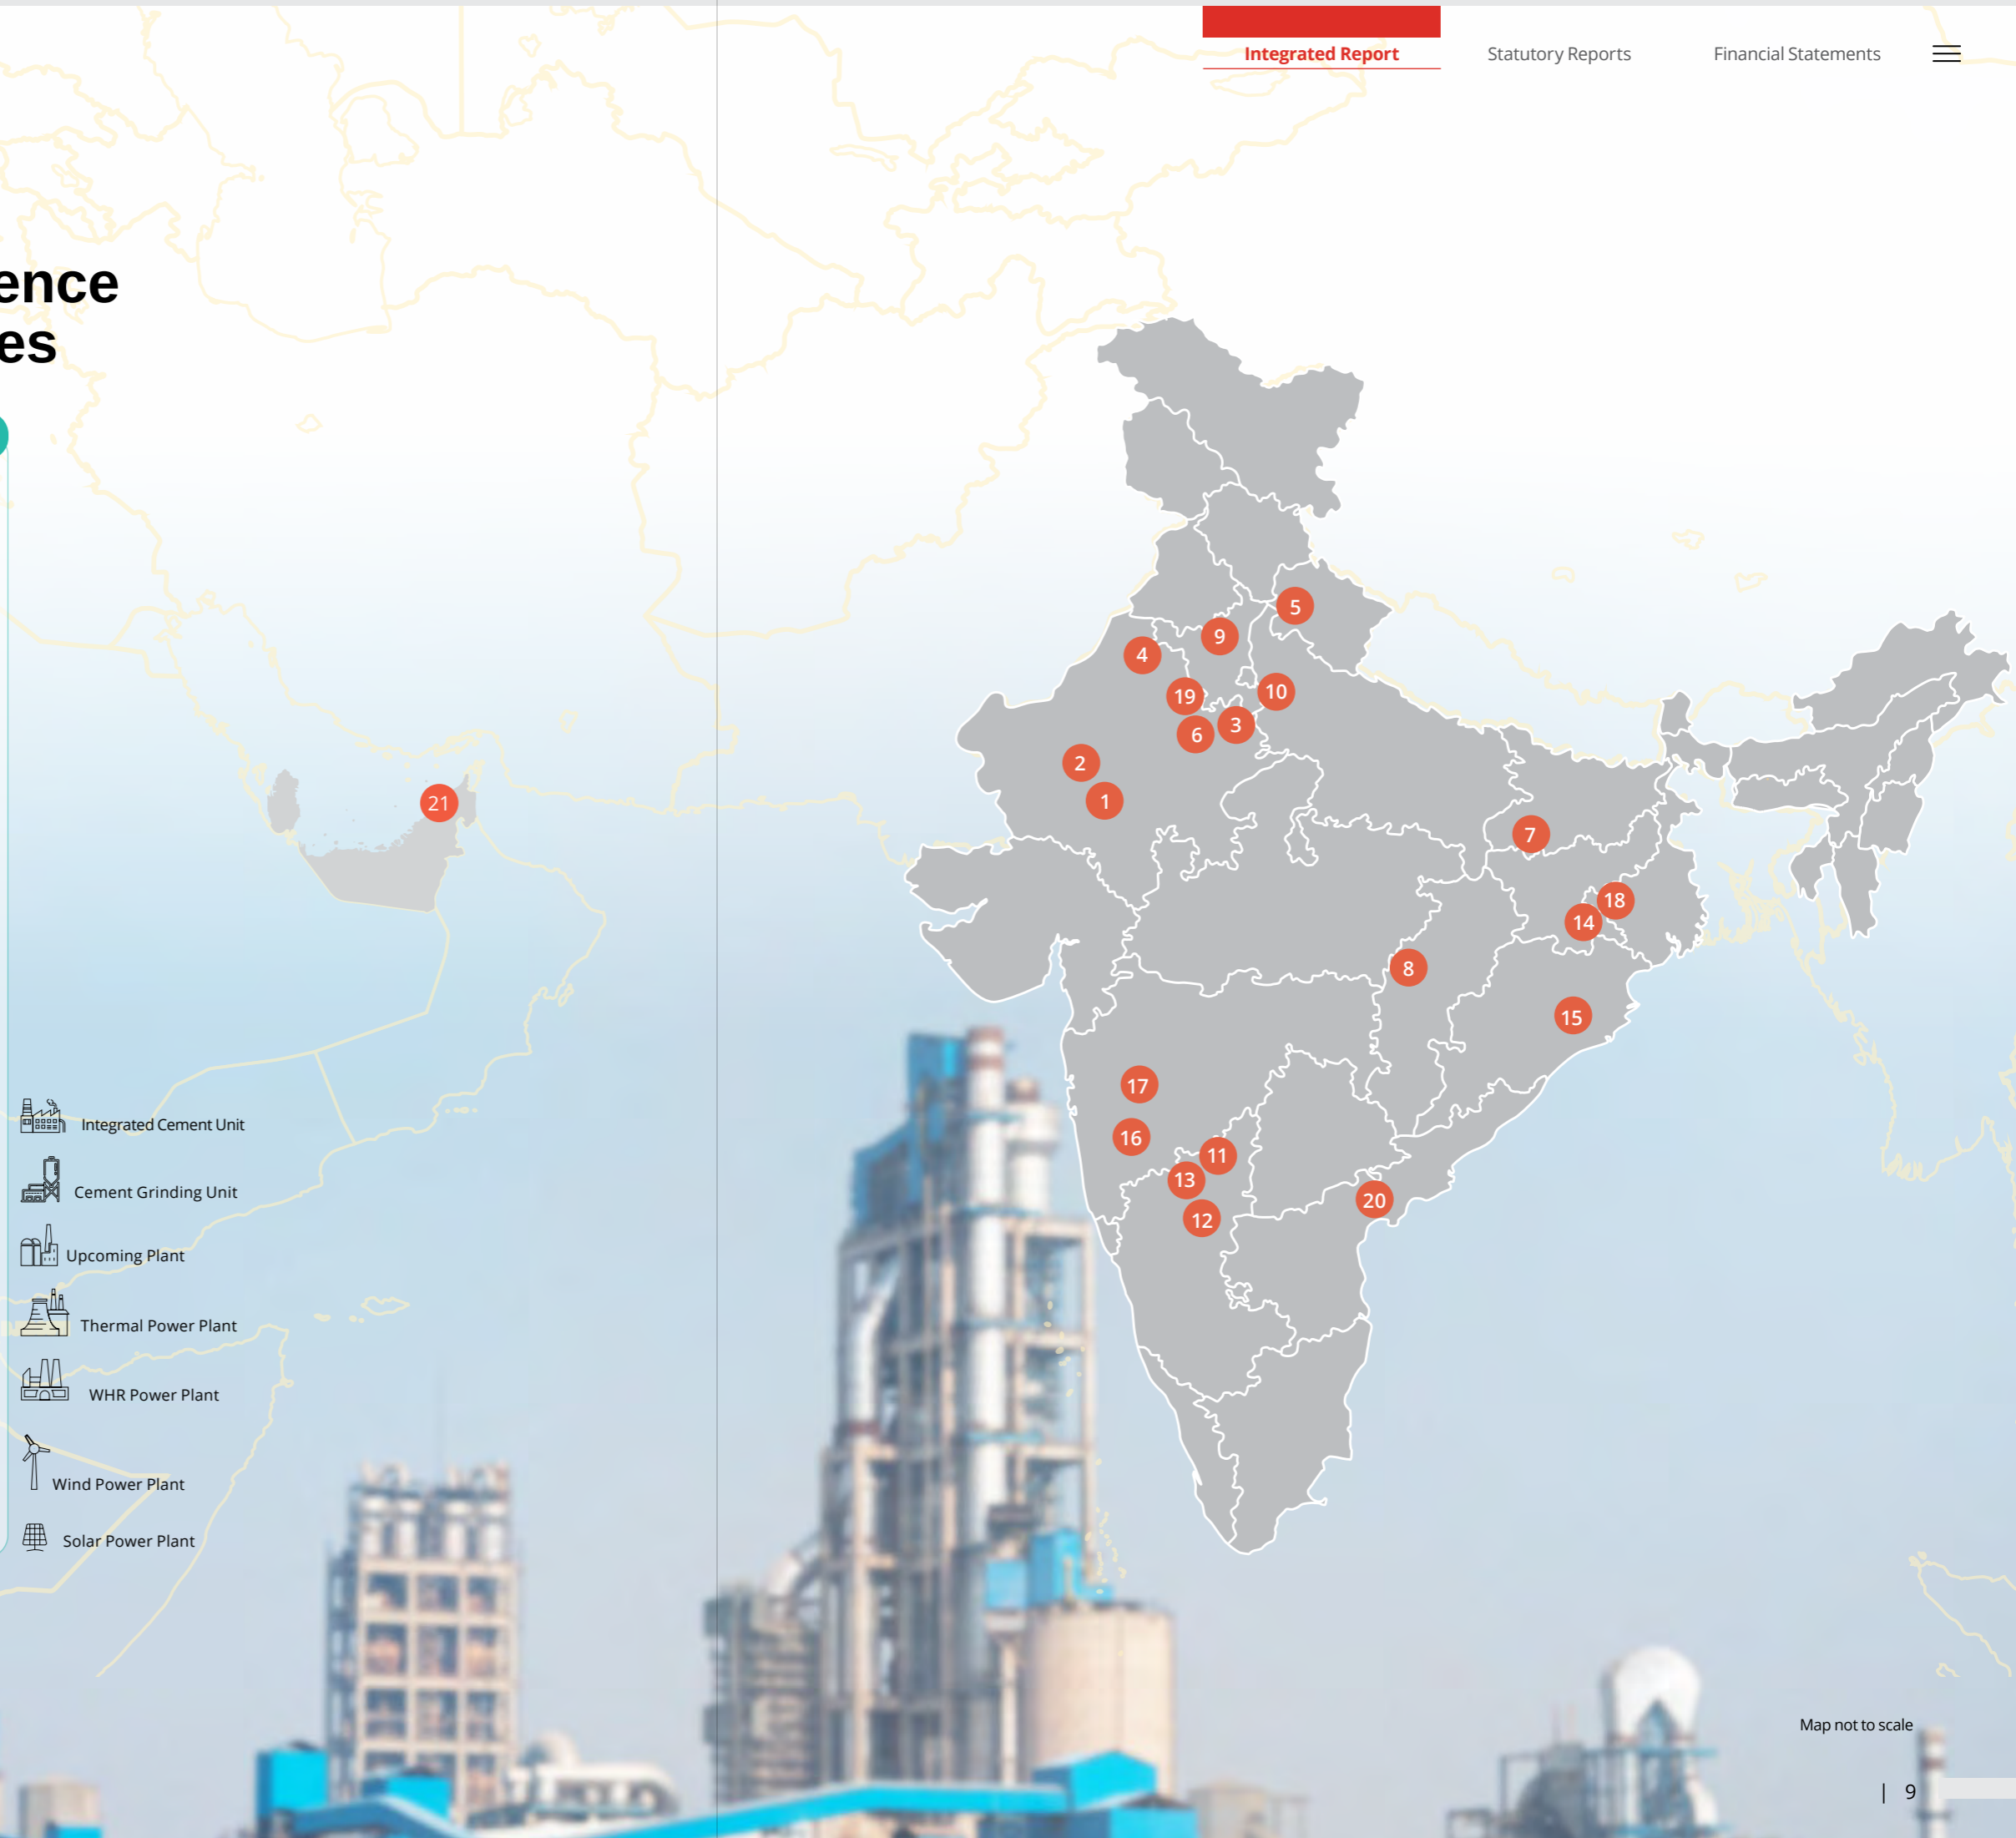 Integrated Report
Statutory Reports
Financial Statements
ence
es
5
9
4
19
10
6
3
2
1
21
7
18
14
8
15
17
16
11
13
12
20
Integrated Cement Unit
Cement Grinding Unit
Upcoming Plant
Thermal Power Plant
WHR Power Plant
Wind Power Plant
Solar Power Plant
Map not to scale
| 9